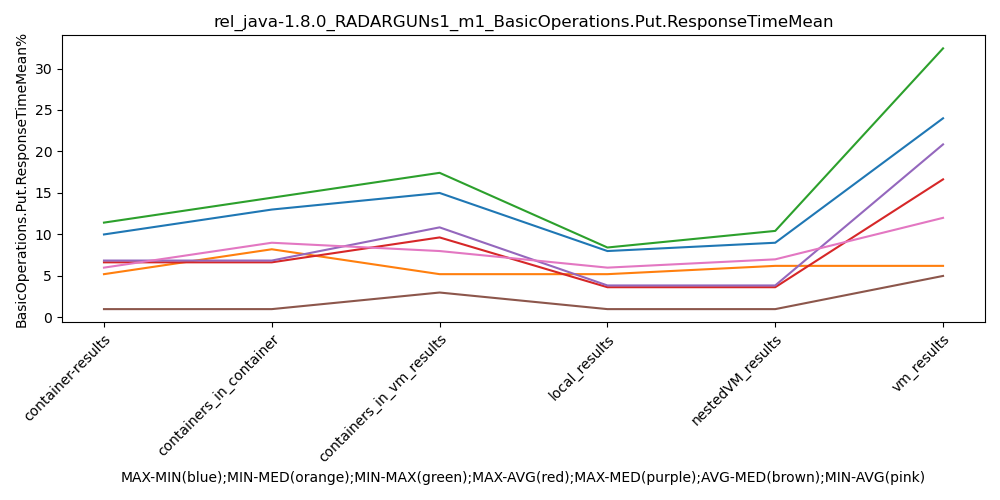 rel_java-1.8.0_RADARGUNs1_m1_BasicOperations.Put.ResponseTimeMean
BasicOperations.Put.ResponseTimeMean%
30
25
20
15
10
5
0
container-results
containers_in_container
containers_in_vm_results
local_results
nestedVM_results
vm_results
MAX-MIN(blue);MIN-MED(orange);MIN-MAX(green);MAX-AVG(red);MAX-MED(purple);AVG-MED(brown);MIN-AVG(pink)